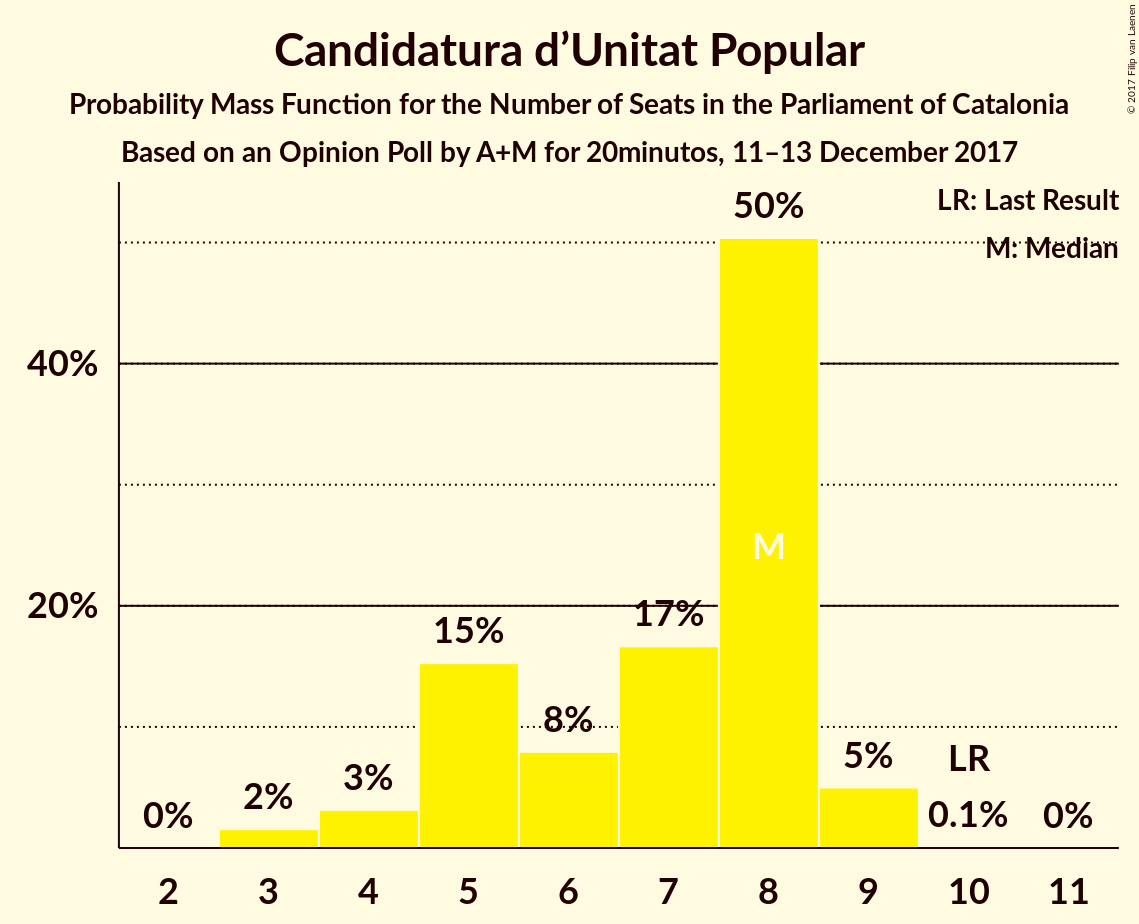 Candidatura d’Unitat Popular
Probability Mass Function for the Number of Seats in the Parliament of Catalonia
Based on an Opinion Poll by A+M for 20minutos, 11–13 December 2017
© 2017 Filip van Laenen
LR: Last Result
M: Median
50%
40%
M
20%
17%
15%
8%
5%
LR
3%
2%
0%
0.1%
0%
2 3 4 5 6 7 8 9 10 11